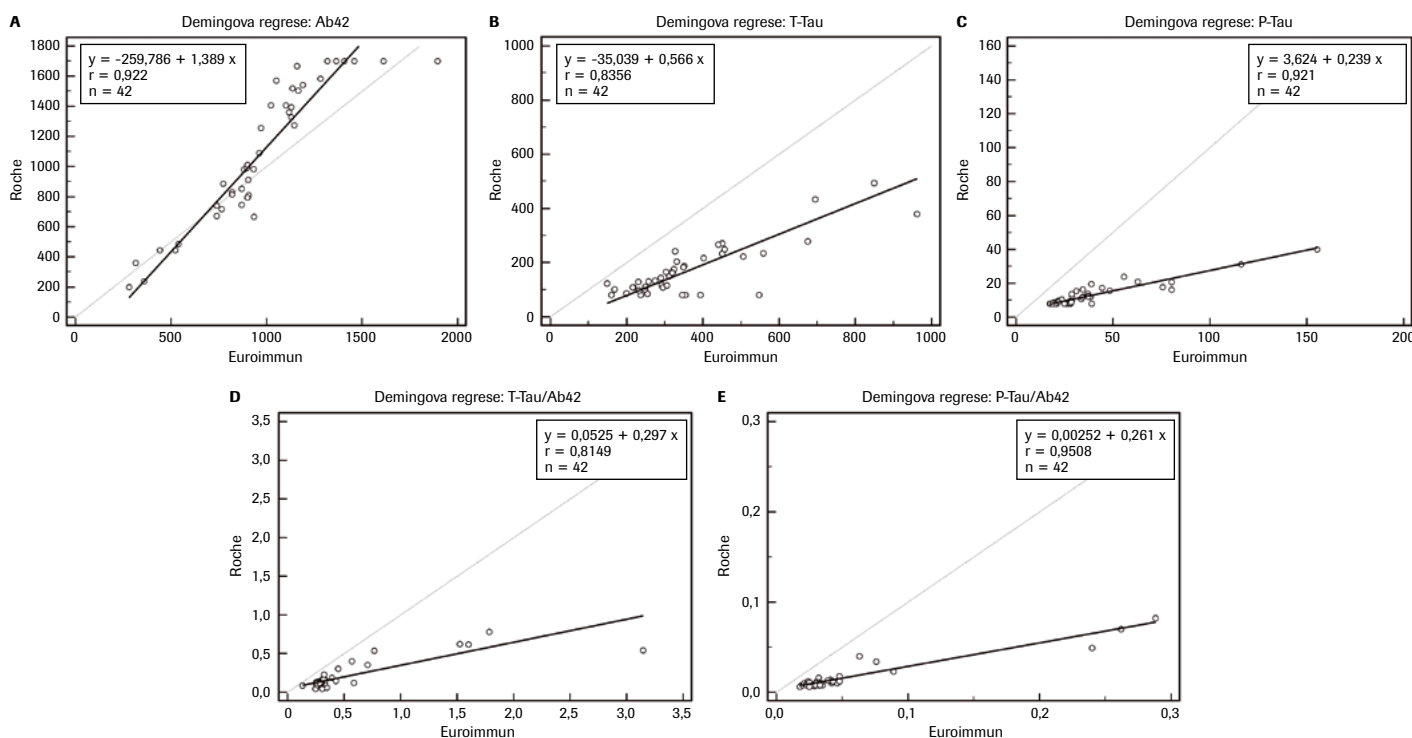 A Demingova regrese: Ab42
y = -259,786 + 1,389 x
r = 0,922
n = 42
1800
1600
1400
1200
1000
800
600
400
200
0
Roche
0 500 1000 1500 2000
Euroimmun
B Demingova regrese: T-Tau
y = -35,039 + 0,566 x
r = 0,8356
n = 42
1000
800
600
400
200
0
Roche
0 200 400 600 800 1000
Euroimmun
C Demingova regrese: P-Tau
y = 3,624 + 0,239 x
r = 0,921
n = 42
160
140
120
100
80
60
40
20
0
Roche
0 50 100 150 200
Euroimmun
D Demingova regrese: T-Tau/Ab42
y = 0,0525 + 0,297 x
r = 0,8149
n = 42
3,5
3,0
2,5
2,0
1,5
1,0
0,5
0,0
Roche
0 0,5 1,0 1,5 2,0 2,5 3,0 3,5
Euroimmun
E Demingova regrese: P-Tau/Ab42
y = 0,00252 + 0,261 x
r = 0,9508
n = 42
0,3
0,2
0,1
0,0
Roche
0,0 0,1 0,2 0,3
Euroimmun